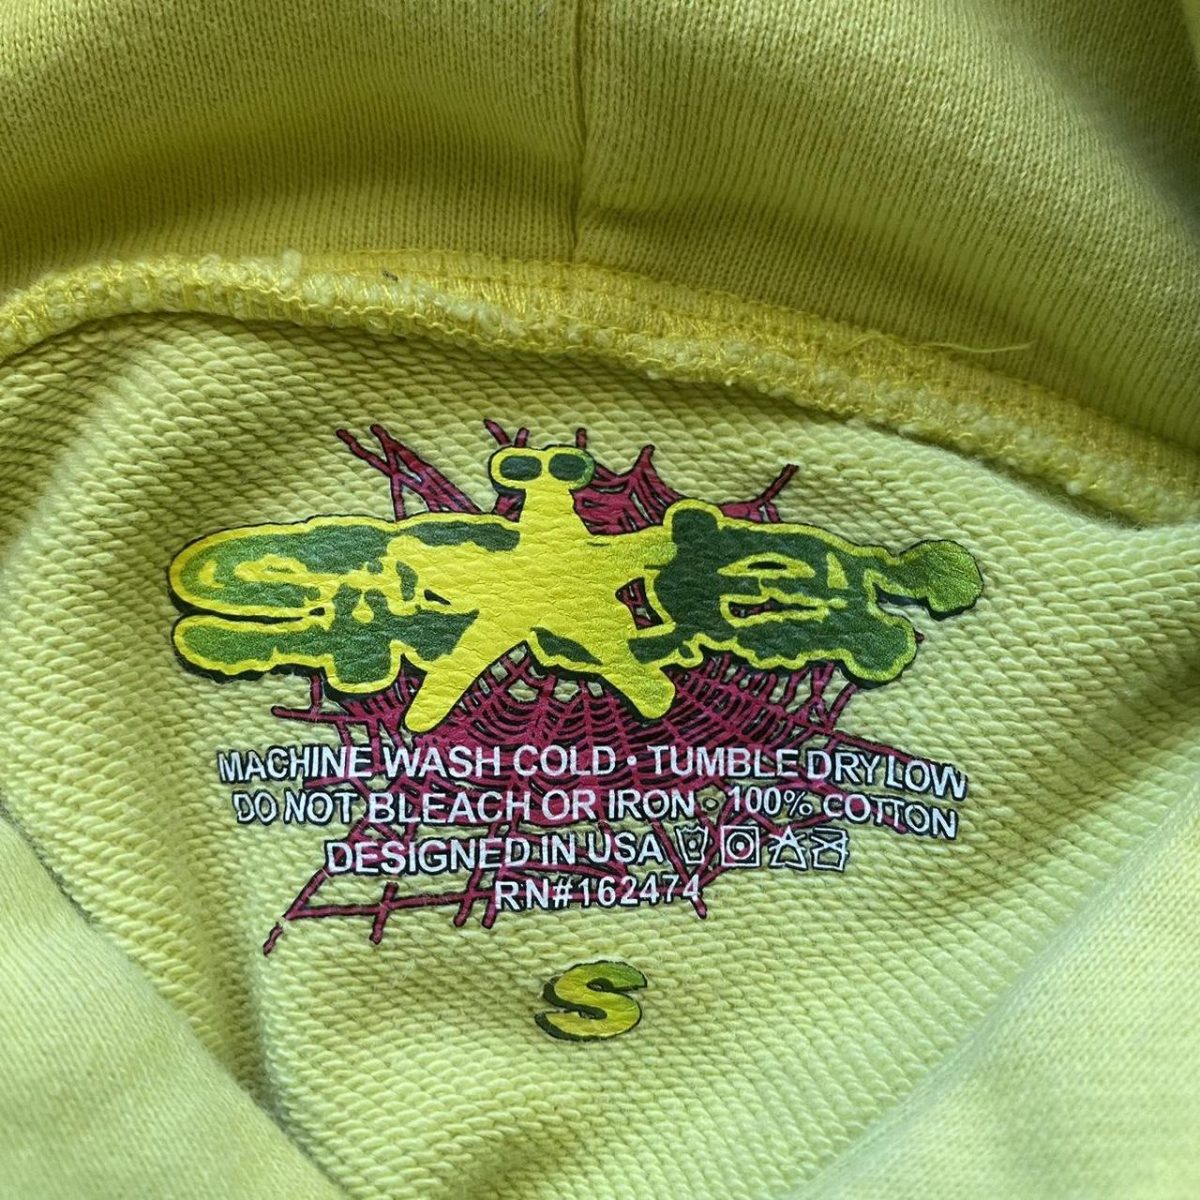 MACHINE WASH COLD • TUMBLE DRY LOW
DO NOT BLEACH OR IRON • 100% COTTON
DESIGNED IN USA
RN#162474
S